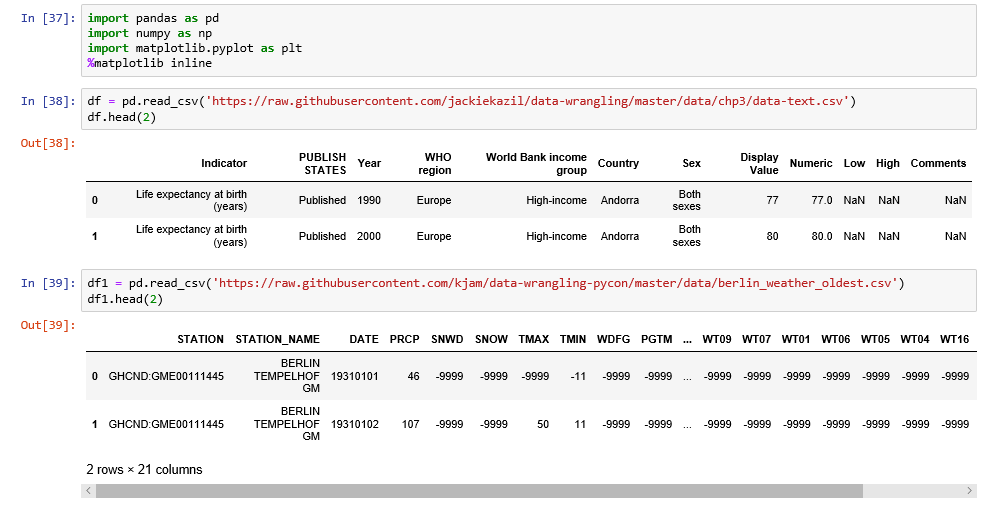 In [37]: import pandas as pd
import numpy as np
import matplotlib.pyplot as plt
%matplotlib inline
In [38]: df = pd.read_csv('https://raw.githubusercontent.com/jackiekazil/data-wrangling/master/data/chp3/data-text.csv')
df.head(2)
Out[38]:
Indicator PUBLISH STATES Year WHO region World Bank income group Country Sex Display Value Numeric Low High Comments
0 Life expectancy at birth (years) Published 1990 Europe High-income Andorra Both sexes 77 77.0 NaN NaN NaN
1 Life expectancy at birth (years) Published 2000 Europe High-income Andorra Both sexes 80 80.0 NaN NaN NaN
In [39]: df1 = pd.read_csv('https://raw.githubusercontent.com/kjam/data-wrangling-pycon/master/data/berlin_weather_oldest.csv')
df1.head(2)
Out[39]:
STATION STATION_NAME DATE PRCP SNWD SNOW TMAX TMIN WDFG PGTM ... WT09 WT07 WT01 WT06 WT05 WT04 WT16
0 GHCND:GME00111445 BERLIN TEMPELHOF GM 19310101 46 -9999 -9999 -9999 -11 -9999 -9999 ... -9999 -9999 -9999 -9999 -9999 -9999 -9999
1 GHCND:GME00111445 BERLIN TEMPELHOF GM 19310102 107 -9999 -9999 50 11 -9999 -9999 ... -9999 -9999 -9999 -9999 -9999 -9999 -9999
2 rows × 21 columns